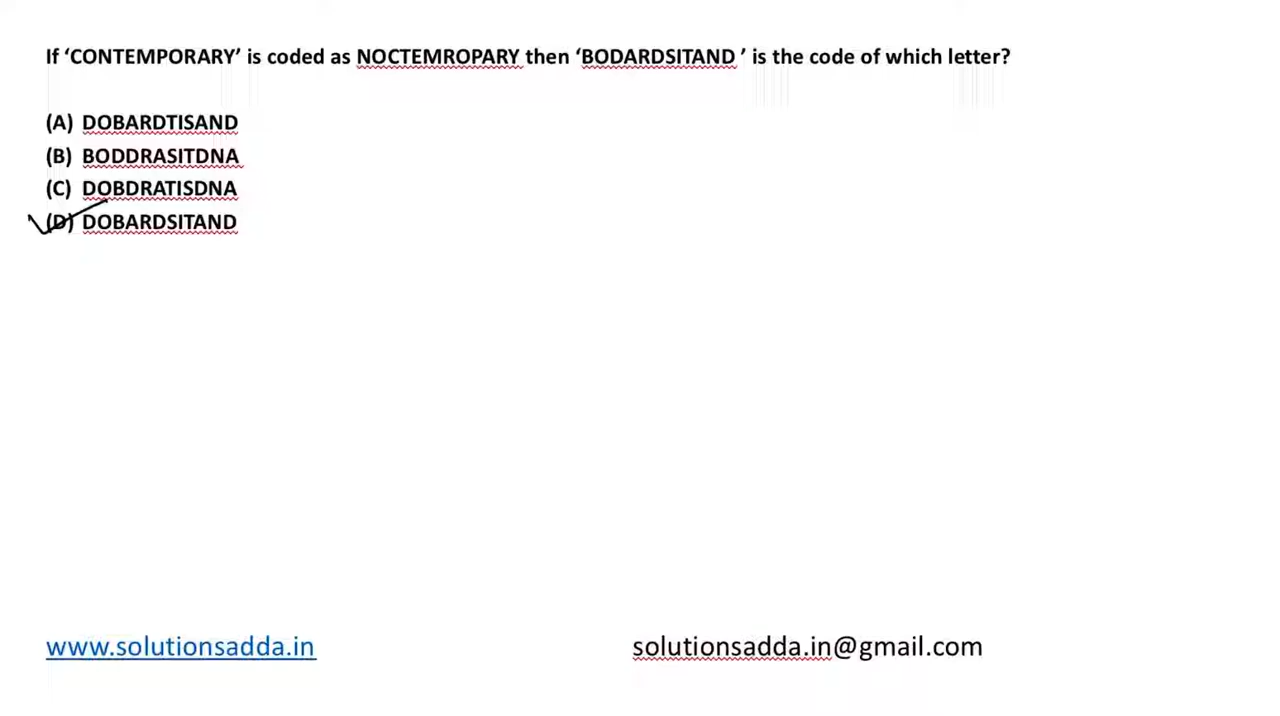 If ‘CONTEMPORARY’ is coded as NOCTEMROPARY then ‘BODARDSITAND ’ is the code of which letter?
(A) DOBARDTISAND
(B) BODDRASITDNA
(C) DOBDRATISDNA
(D) DOBARDSITAND
www.solutionsadda.in
solutionsadda.in@gmail.com